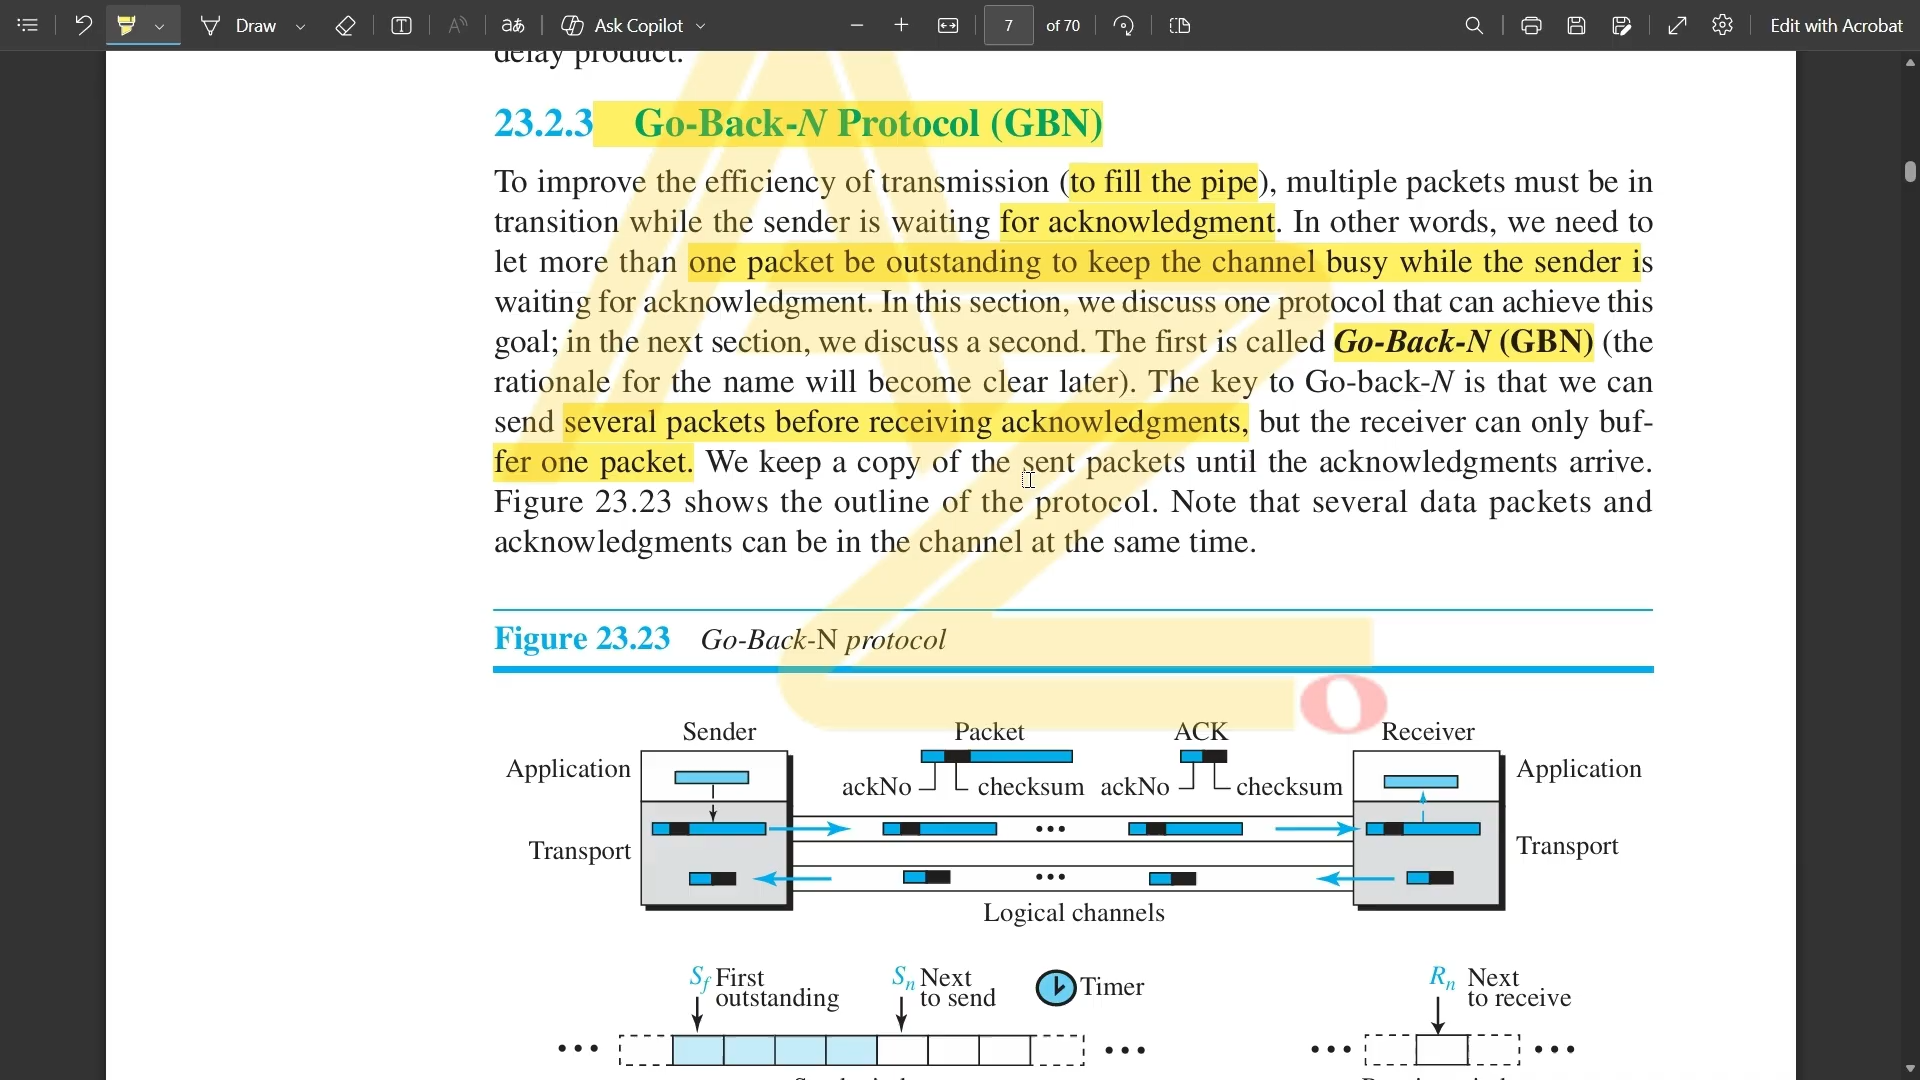 Draw
Ask Copilot
7
of 70
Edit with Acrobat
delay product.
23.2.3 Go-Back-N Protocol (GBN)
To improve the efficiency of transmission (to fill the pipe), multiple packets must be in
transition while the sender is waiting for acknowledgment. In other words, we need to
let more than one packet be outstanding to keep the channel busy while the sender is
waiting for acknowledgment. In this section, we discuss one protocol that can achieve this
goal; in the next section, we discuss a second. The first is called Go-Back-N (GBN) (the
rationale for the name will become clear later). The key to Go-back-N is that we can
send several packets before receiving acknowledgments, but the receiver can only buf-
fer one packet. We keep a copy of the sent packets until the acknowledgments arrive.
Figure 23.23 shows the outline of the protocol. Note that several data packets and
acknowledgments can be in the channel at the same time.
Figure 23.23 Go-Back-N protocol
Sender
Packet
ACK
Receiver
Application
ackNo
checksum
ackNo
checksum
Application
Transport
Transport
Logical channels
Sf First
outstanding
Sn Next
to send
Timer
Rn Next
to receive